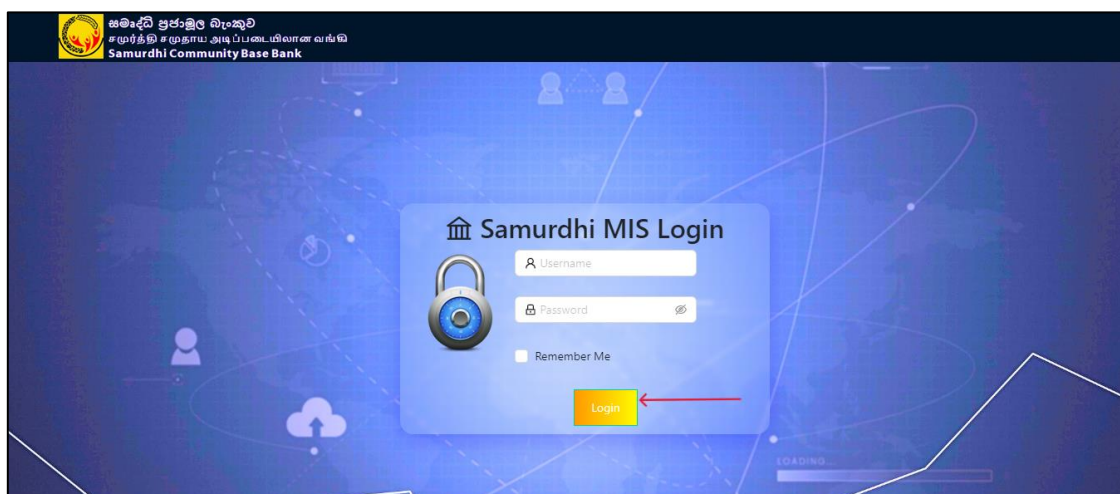 සමෘද්ධි ප්‍රජාමූල බැංකුව
சமுர்த்தி சமுதாய அடிப்படையிலான வங்கி
Samurdhi Community Base Bank
Samurdhi MIS Login
Username
Password
Remember Me
Login
LOADING...